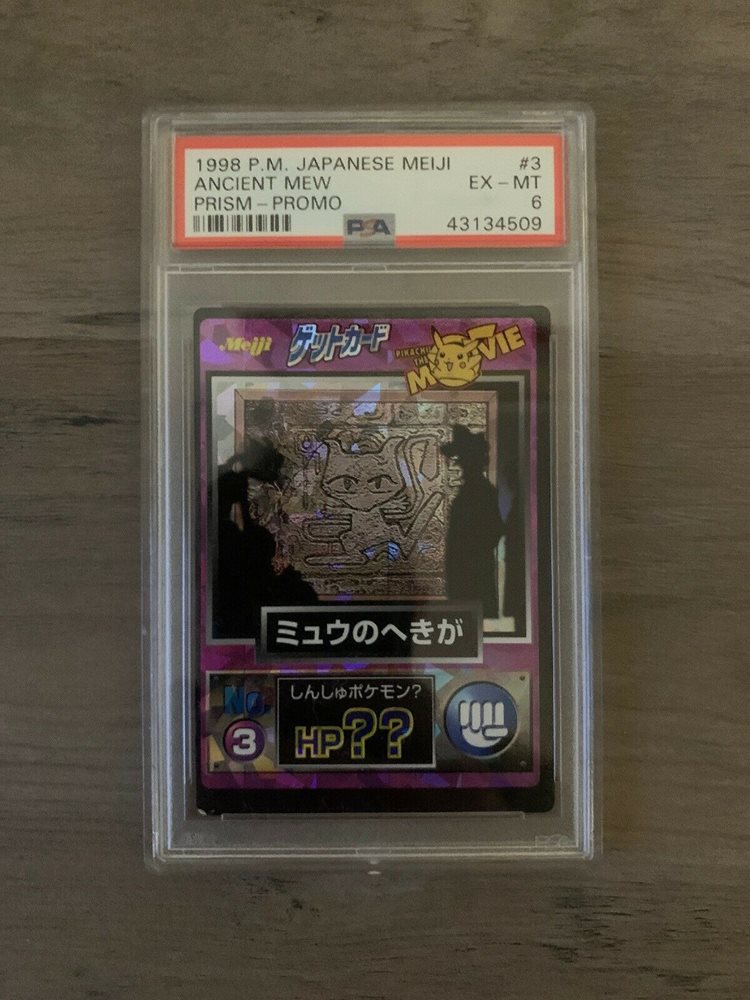 1998 P.M. JAPANESE MEIJI #3
ANCIENT MEW EX - MT
PRISM - PROMO 6
PSA 43134509
Meiji ゲットカード PIKACHU THE MOVIE
ミュウのへきが
No. しんしゅポケモン?
3 HP??